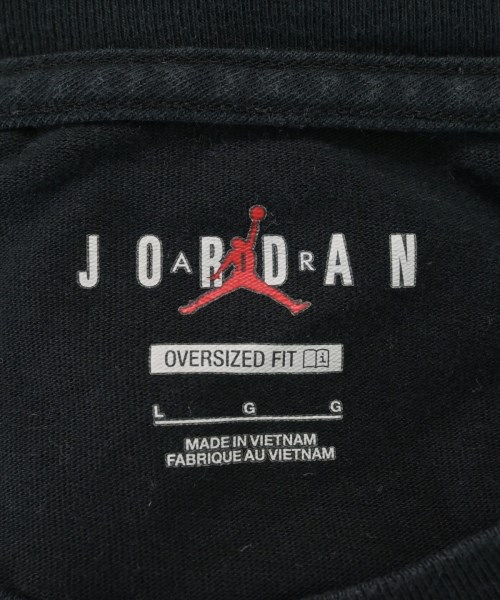 JORDAN
AIR
OVERSIZED FIT
L G G
MADE IN VIETNAM
FABRIQUE AU VIETNAM